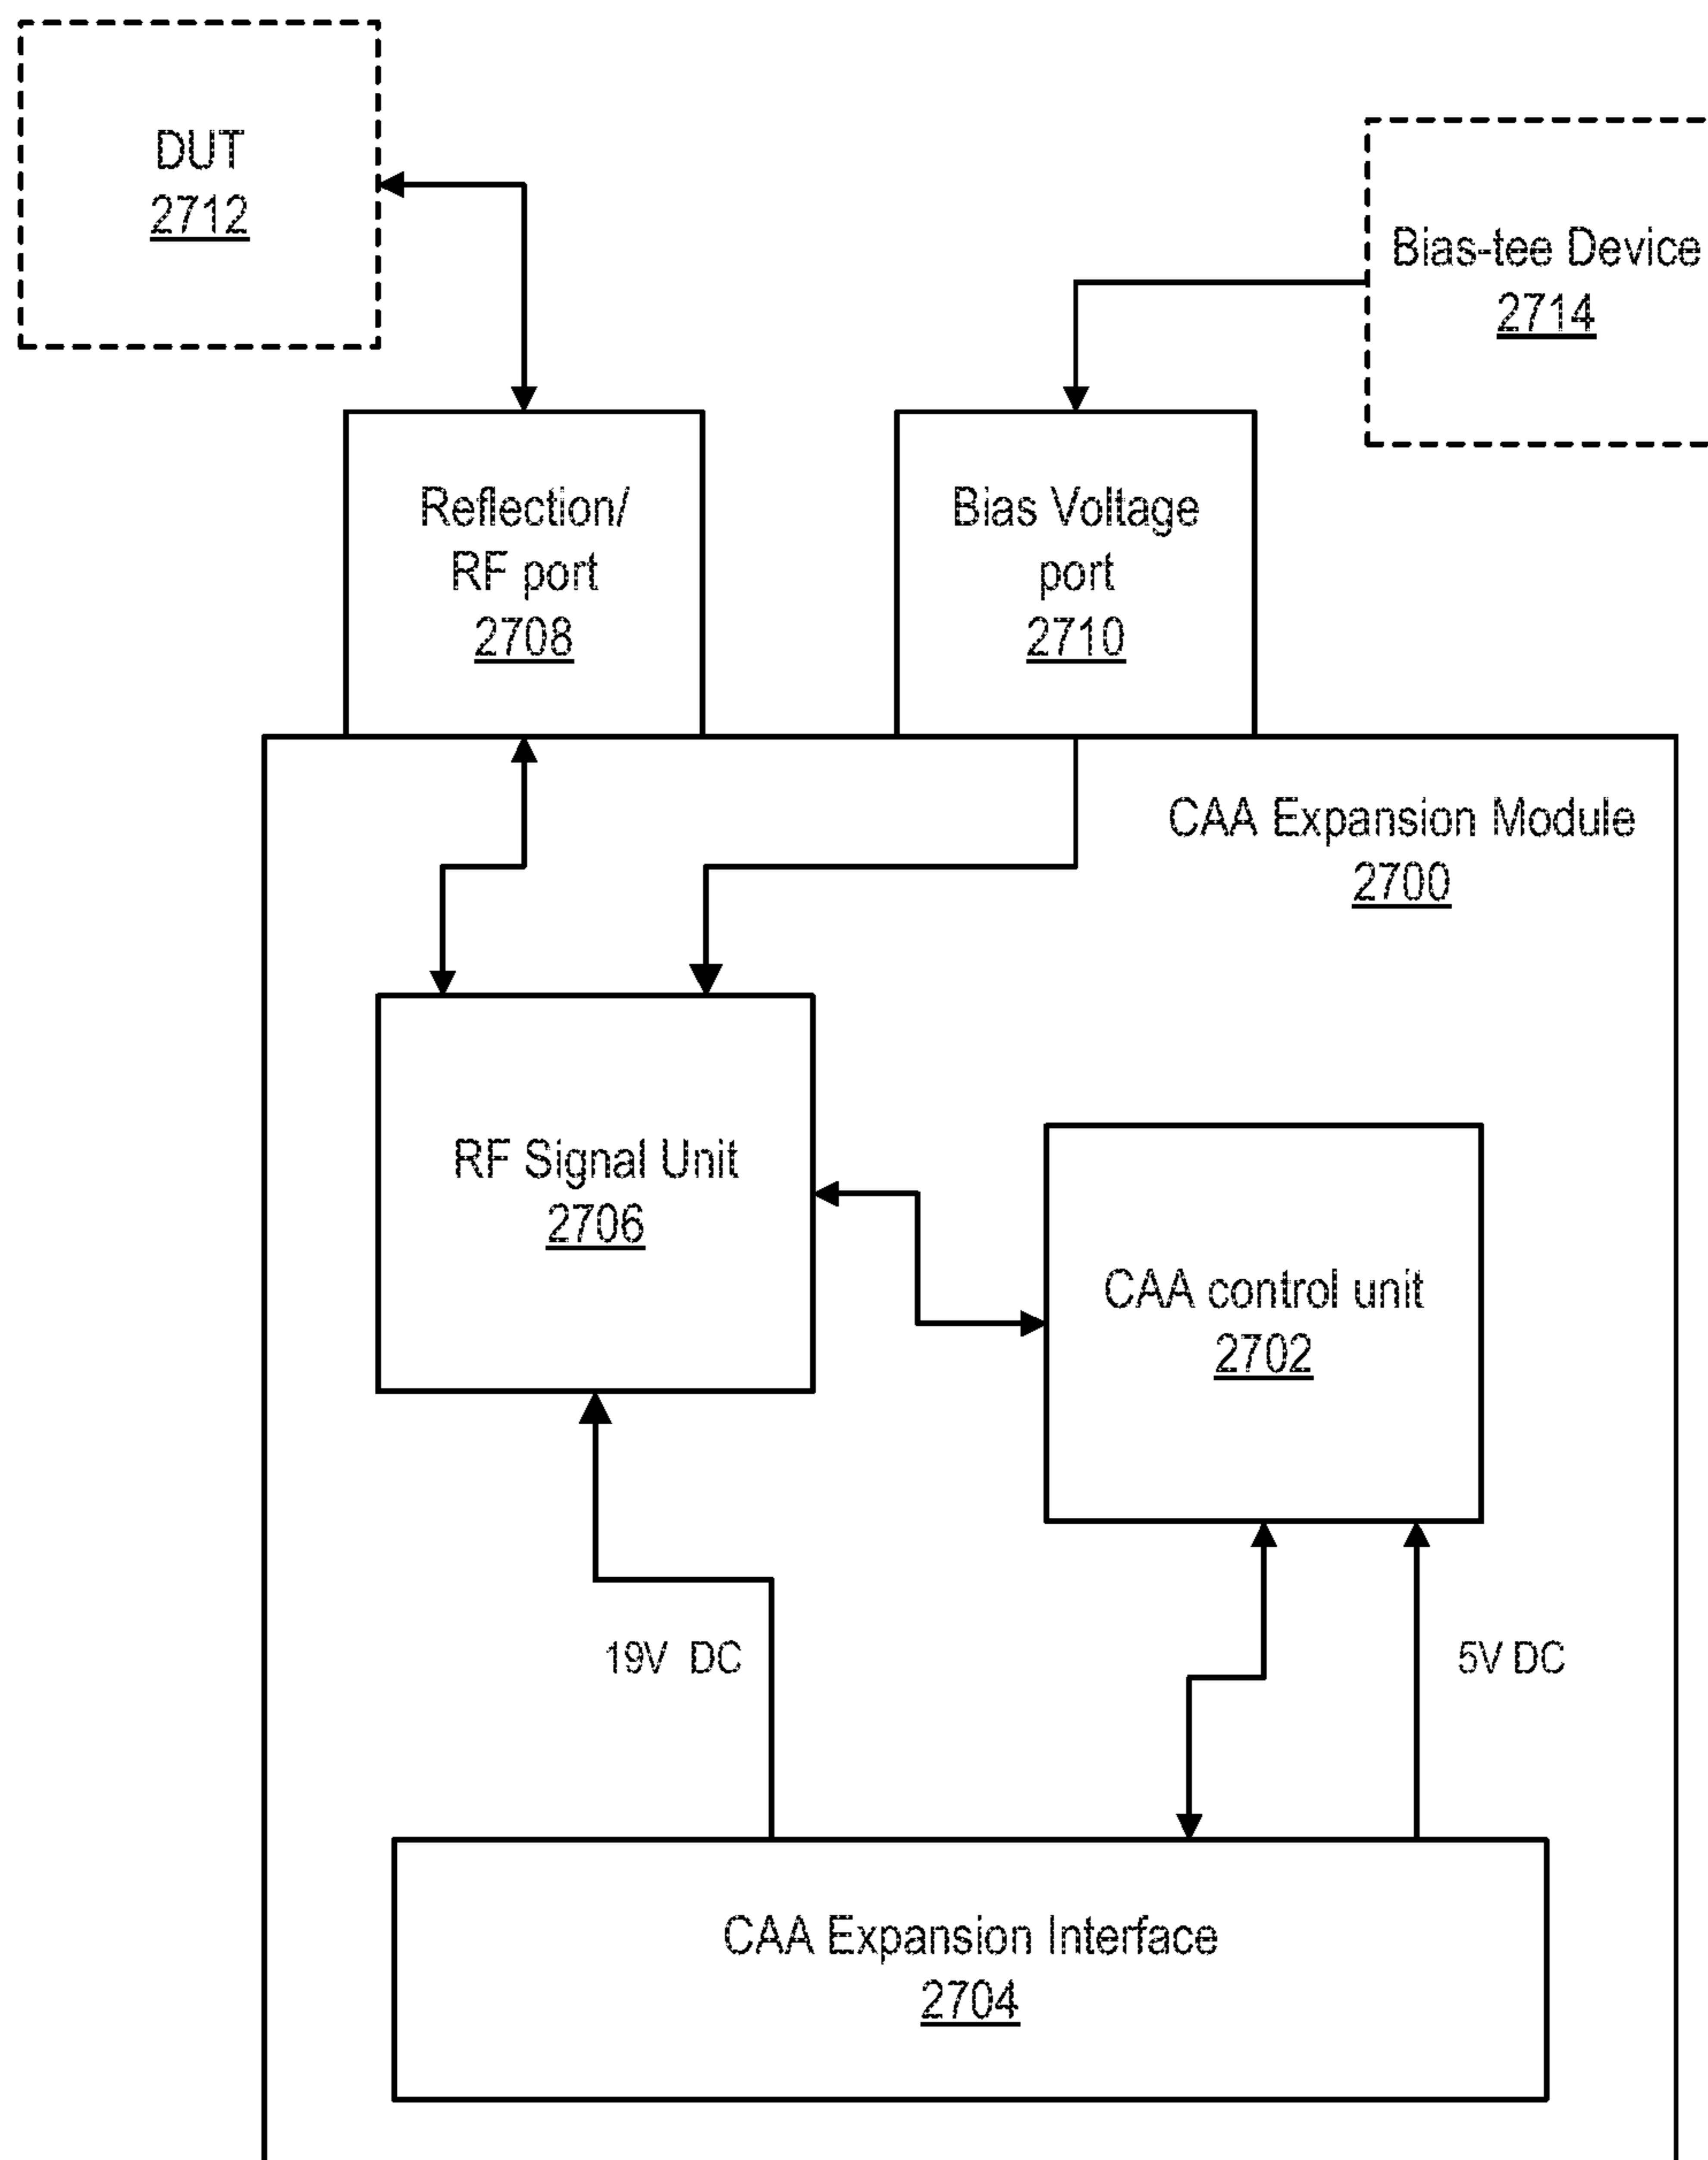 DUT
2712
Bias-tee Device
2714
Reflection/
RF port
2708
Bias Voltage
port
2710
CAA Expansion Module
2700
RF Signal Unit
2706
CAA control unit
2702
19V DC
5V DC
CAA Expansion Interface
2704